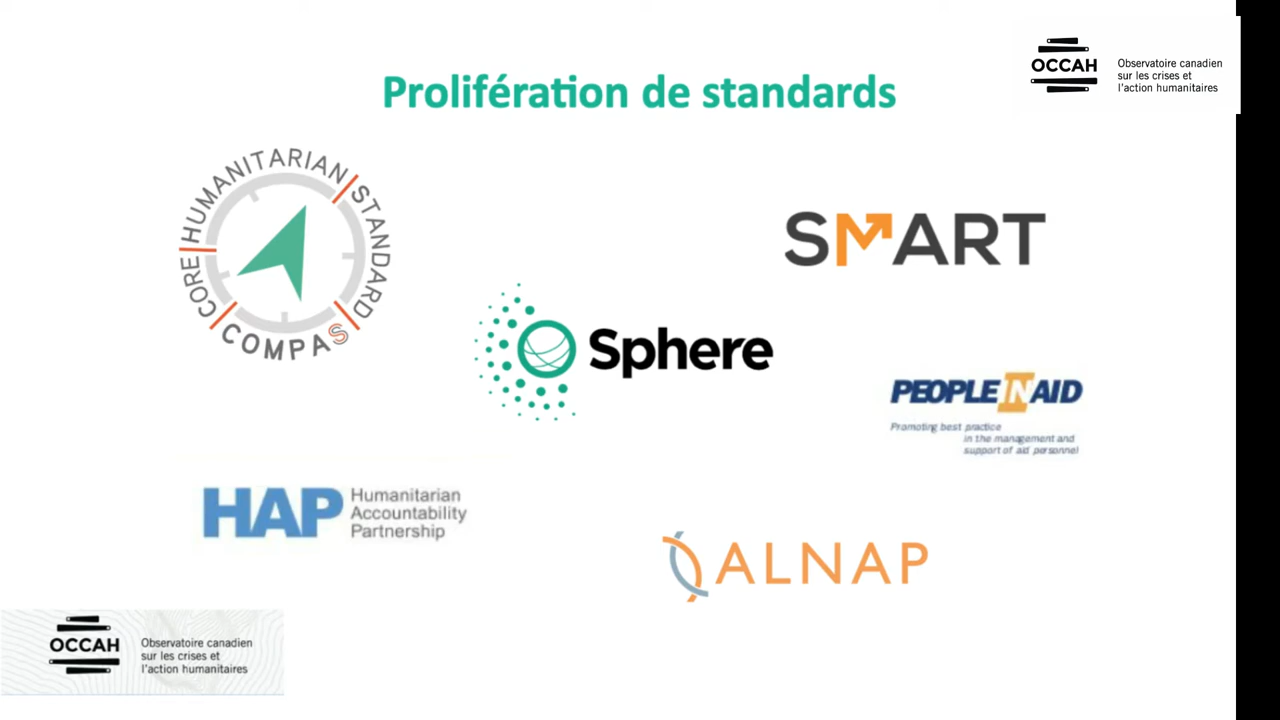 Prolifération de standards
OCCAH
Observatoire canadien
sur les crises et
l'action humanitaires
CORE HUMANITARIAN STANDARD
COMPAS
SMART
Sphere
PEOPLE IN AID
Promoting best practice
in the management and
support of aid personnel
HAP
Humanitarian
Accountability
Partnership
ALNAP
OCCAH
Observatoire canadien
sur les crises et
l'action humanitaires